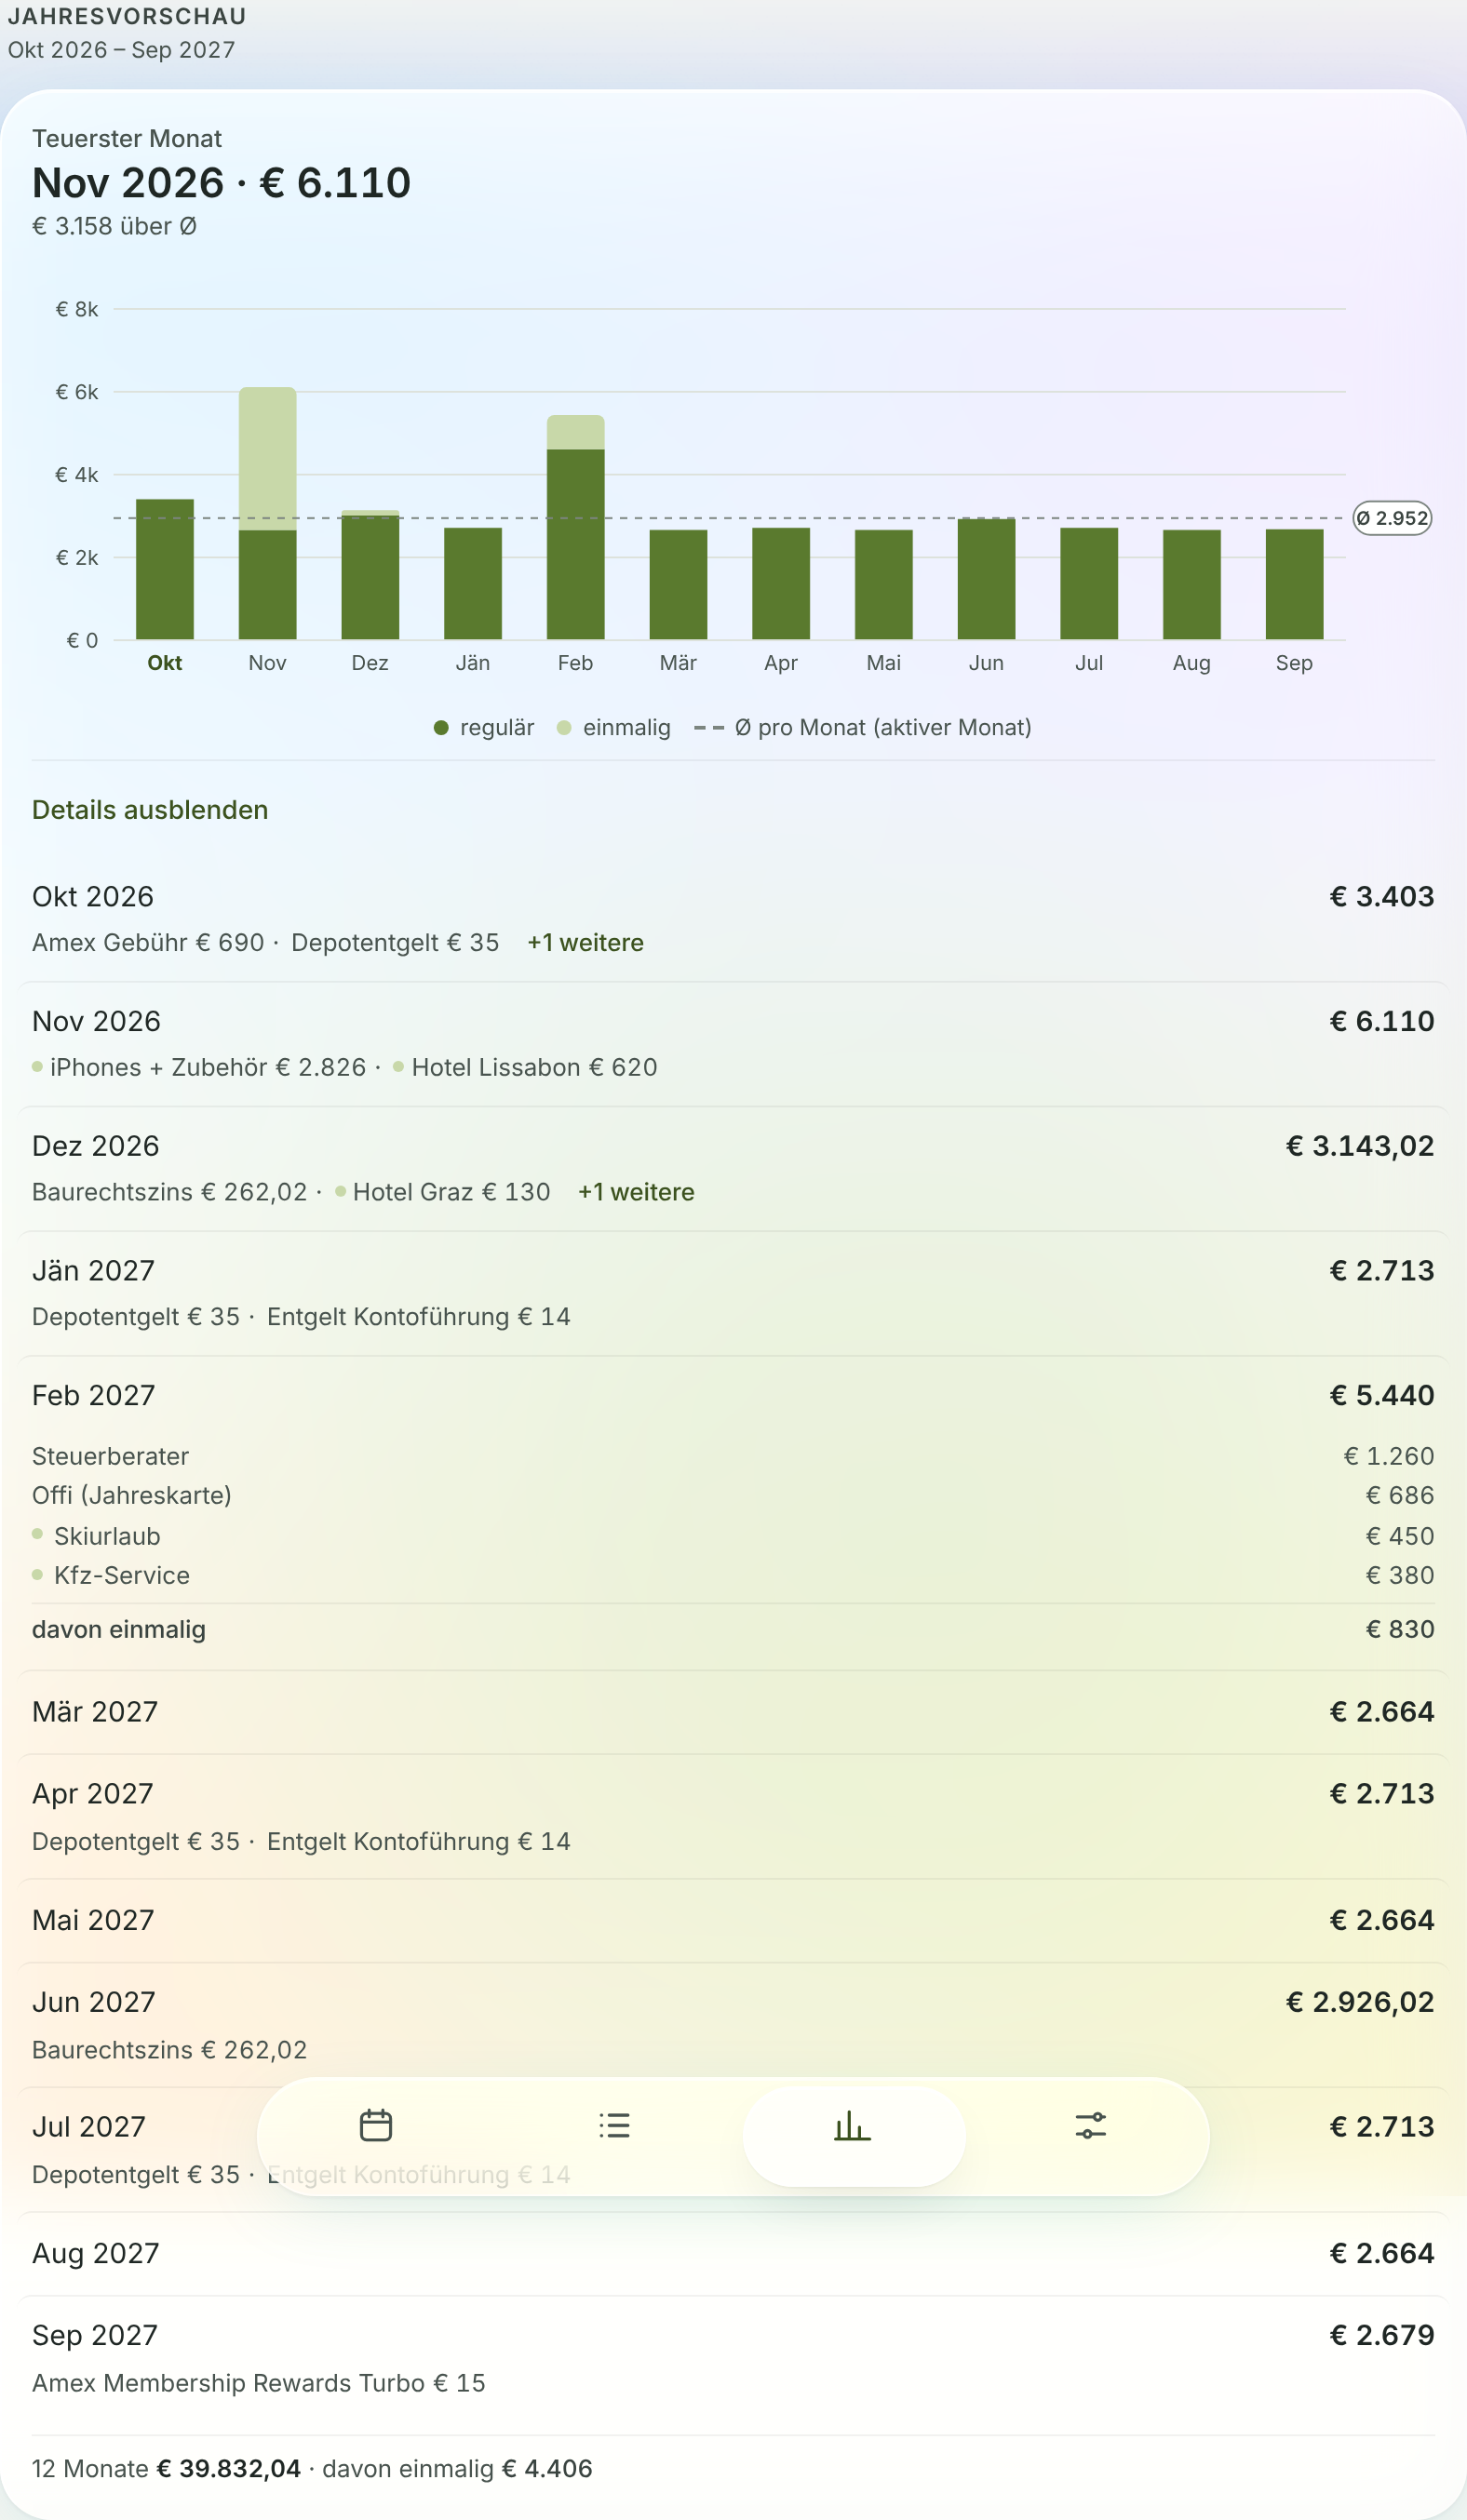 JAHRESVORSCHAU
Okt 2026 – Sep 2027
Teuerster Monat
Nov 2026 · € 6.110
€ 3.158 über Ø
€ 8k
€ 6k
€ 4k
€ 2k
€ 0
Ø 2.952
Okt Nov Dez Jän Feb Mär Apr Mai Jun Jul Aug Sep
regulär einmalig Ø pro Monat (aktiver Monat)
Details ausblenden
Okt 2026 € 3.403
Amex Gebühr € 690 · Depotentgelt € 35 +1 weitere
Nov 2026 € 6.110
iPhones + Zubehör € 2.826 · Hotel Lissabon € 620
Dez 2026 € 3.143,02
Baurechtszins € 262,02 · Hotel Graz € 130 +1 weitere
Jän 2027 € 2.713
Depotentgelt € 35 · Entgelt Kontoführung € 14
Feb 2027 € 5.440
Steuerberater € 1.260
Offi (Jahreskarte) € 686
Skiurlaub € 450
Kfz-Service € 380
davon einmalig € 830
Mär 2027 € 2.664
Apr 2027 € 2.713
Depotentgelt € 35 · Entgelt Kontoführung € 14
Mai 2027 € 2.664
Jun 2027 € 2.926,02
Baurechtszins € 262,02
Jul 2027 € 2.713
Depotentgelt € 35 · Entgelt Kontoführung € 14
Aug 2027 € 2.664
Sep 2027 € 2.679
Amex Membership Rewards Turbo € 15
12 Monate € 39.832,04 · davon einmalig € 4.406